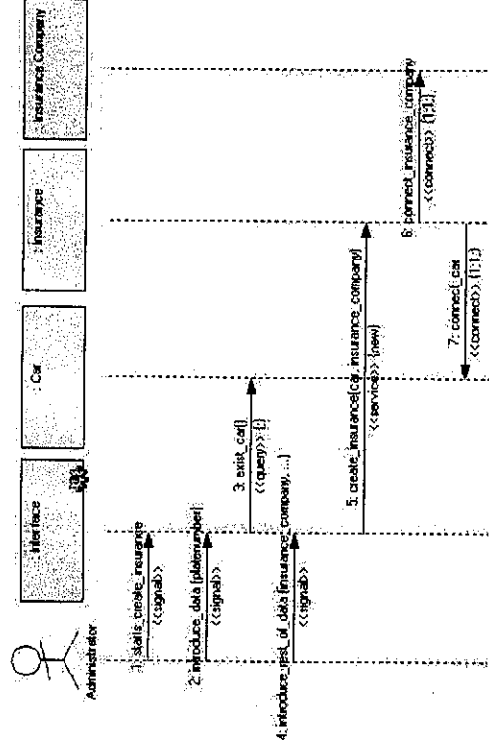 Administrator
: Interface
: Car
: Insurance
: Insurance Company
1: starts_create_insurance
<<signal>>
2: introduce_data [platenumber]
<<signal>>
3: exist_car()
<<query>> {;}
4: introduce_rest_of_data [insurance_company, ...]
<<signal>>
5: create_insurance[car, insurance_company]
<<service>> {new}
6: connect_insurance_company
<<connect>> {1;1;}
7: connect_car
<<connect>> {1;1;}